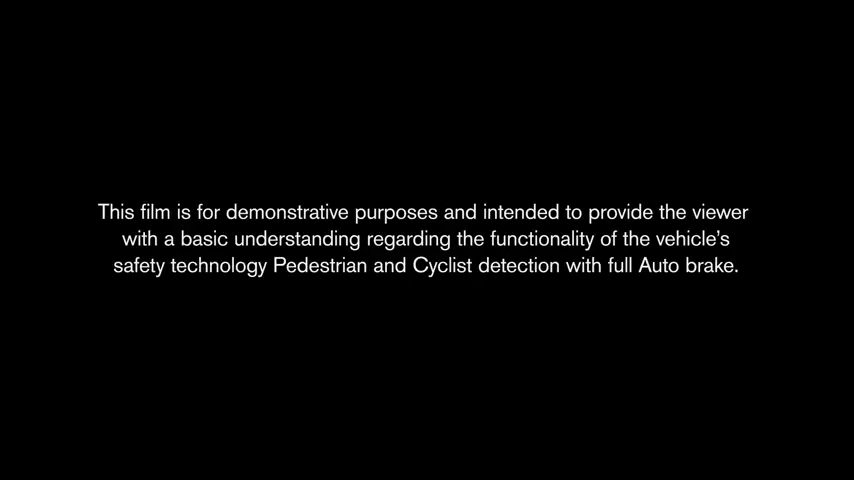 This film is for demonstrative purposes and intended to provide the viewer
with a basic understanding regarding the functionality of the vehicle’s
safety technology Pedestrian and Cyclist detection with full Auto brake.